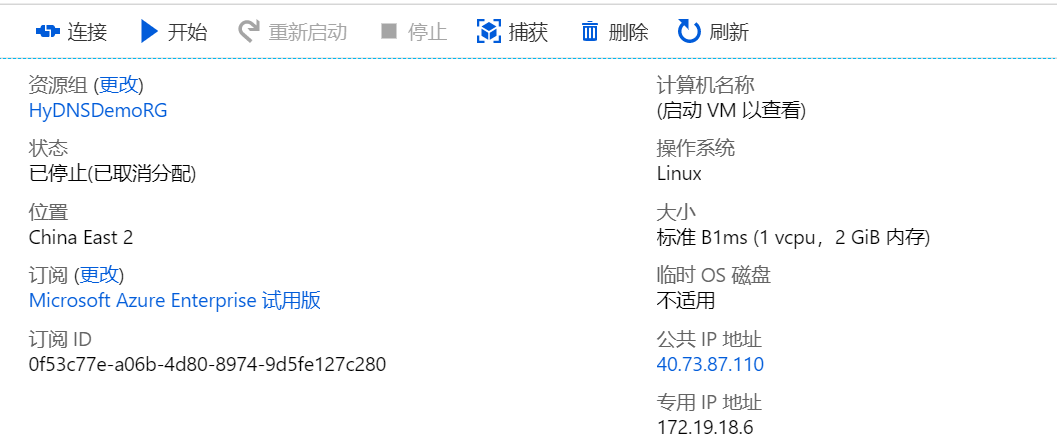 连接 开始 重新启动 停止 捕获 删除 刷新
资源组 (更改)
HyDNSDemoRG
状态
已停止(已取消分配)
位置
China East 2
订阅 (更改)
Microsoft Azure Enterprise 试用版
订阅 ID
0f53c77e-a06b-4d80-8974-9d5fe127c280
计算机名称
(启动 VM 以查看)
操作系统
Linux
大小
标准 B1ms (1 vcpu，2 GiB 内存)
临时 OS 磁盘
不适用
公共 IP 地址
40.73.87.110
专用 IP 地址
172.19.18.6